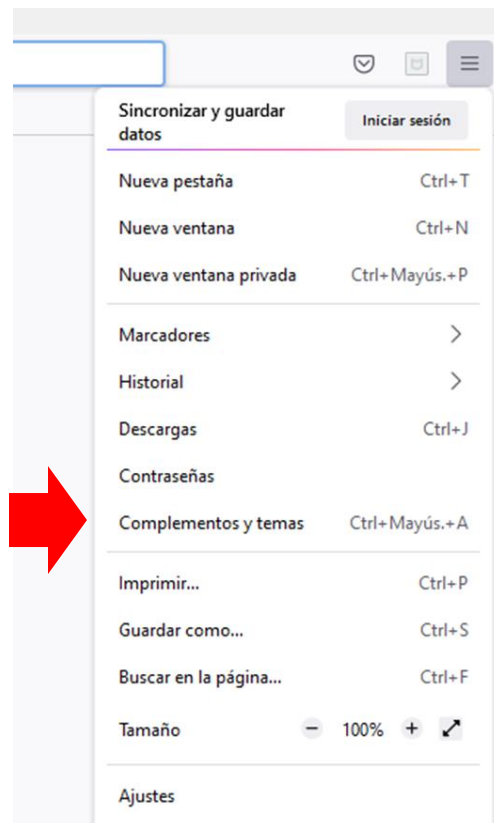 Sincronizar y guardar
datos
Iniciar sesión
Nueva pestaña Ctrl+T
Nueva ventana Ctrl+N
Nueva ventana privada Ctrl+Mayús.+P
Marcadores
Historial
Descargas Ctrl+J
Contraseñas
Complementos y temas Ctrl+Mayús.+A
Imprimir... Ctrl+P
Guardar como... Ctrl+S
Buscar en la página... Ctrl+F
Tamaño − 100% +
Ajustes